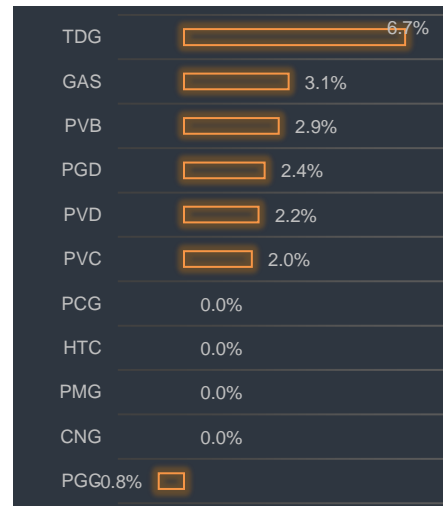 TDG 6.7%
GAS 3.1%
PVB 2.9%
PGD 2.4%
PVD 2.2%
PVC 2.0%
PCG 0.0%
HTC 0.0%
PMG 0.0%
CNG 0.0%
0.8%